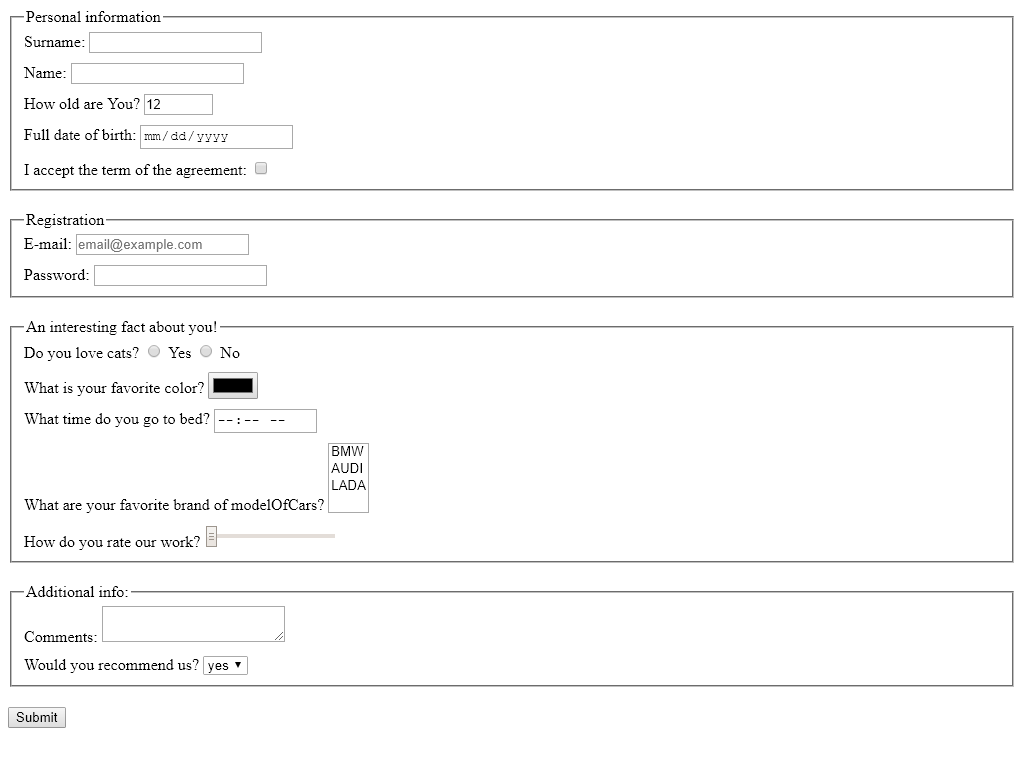 Personal information
Surname:
Name:
How old are You? 12
Full date of birth: mm/dd/yyyy
I accept the term of the agreement:
Registration
E-mail: email@example.com
Password:
An interesting fact about you!
Do you love cats? Yes No
What is your favorite color?
What time do you go to bed? --:-- --
BMW
AUDI
LADA
What are your favorite brand of modelOfCars?
How do you rate our work?
Additional info:
Comments:
Would you recommend us? yes
Submit